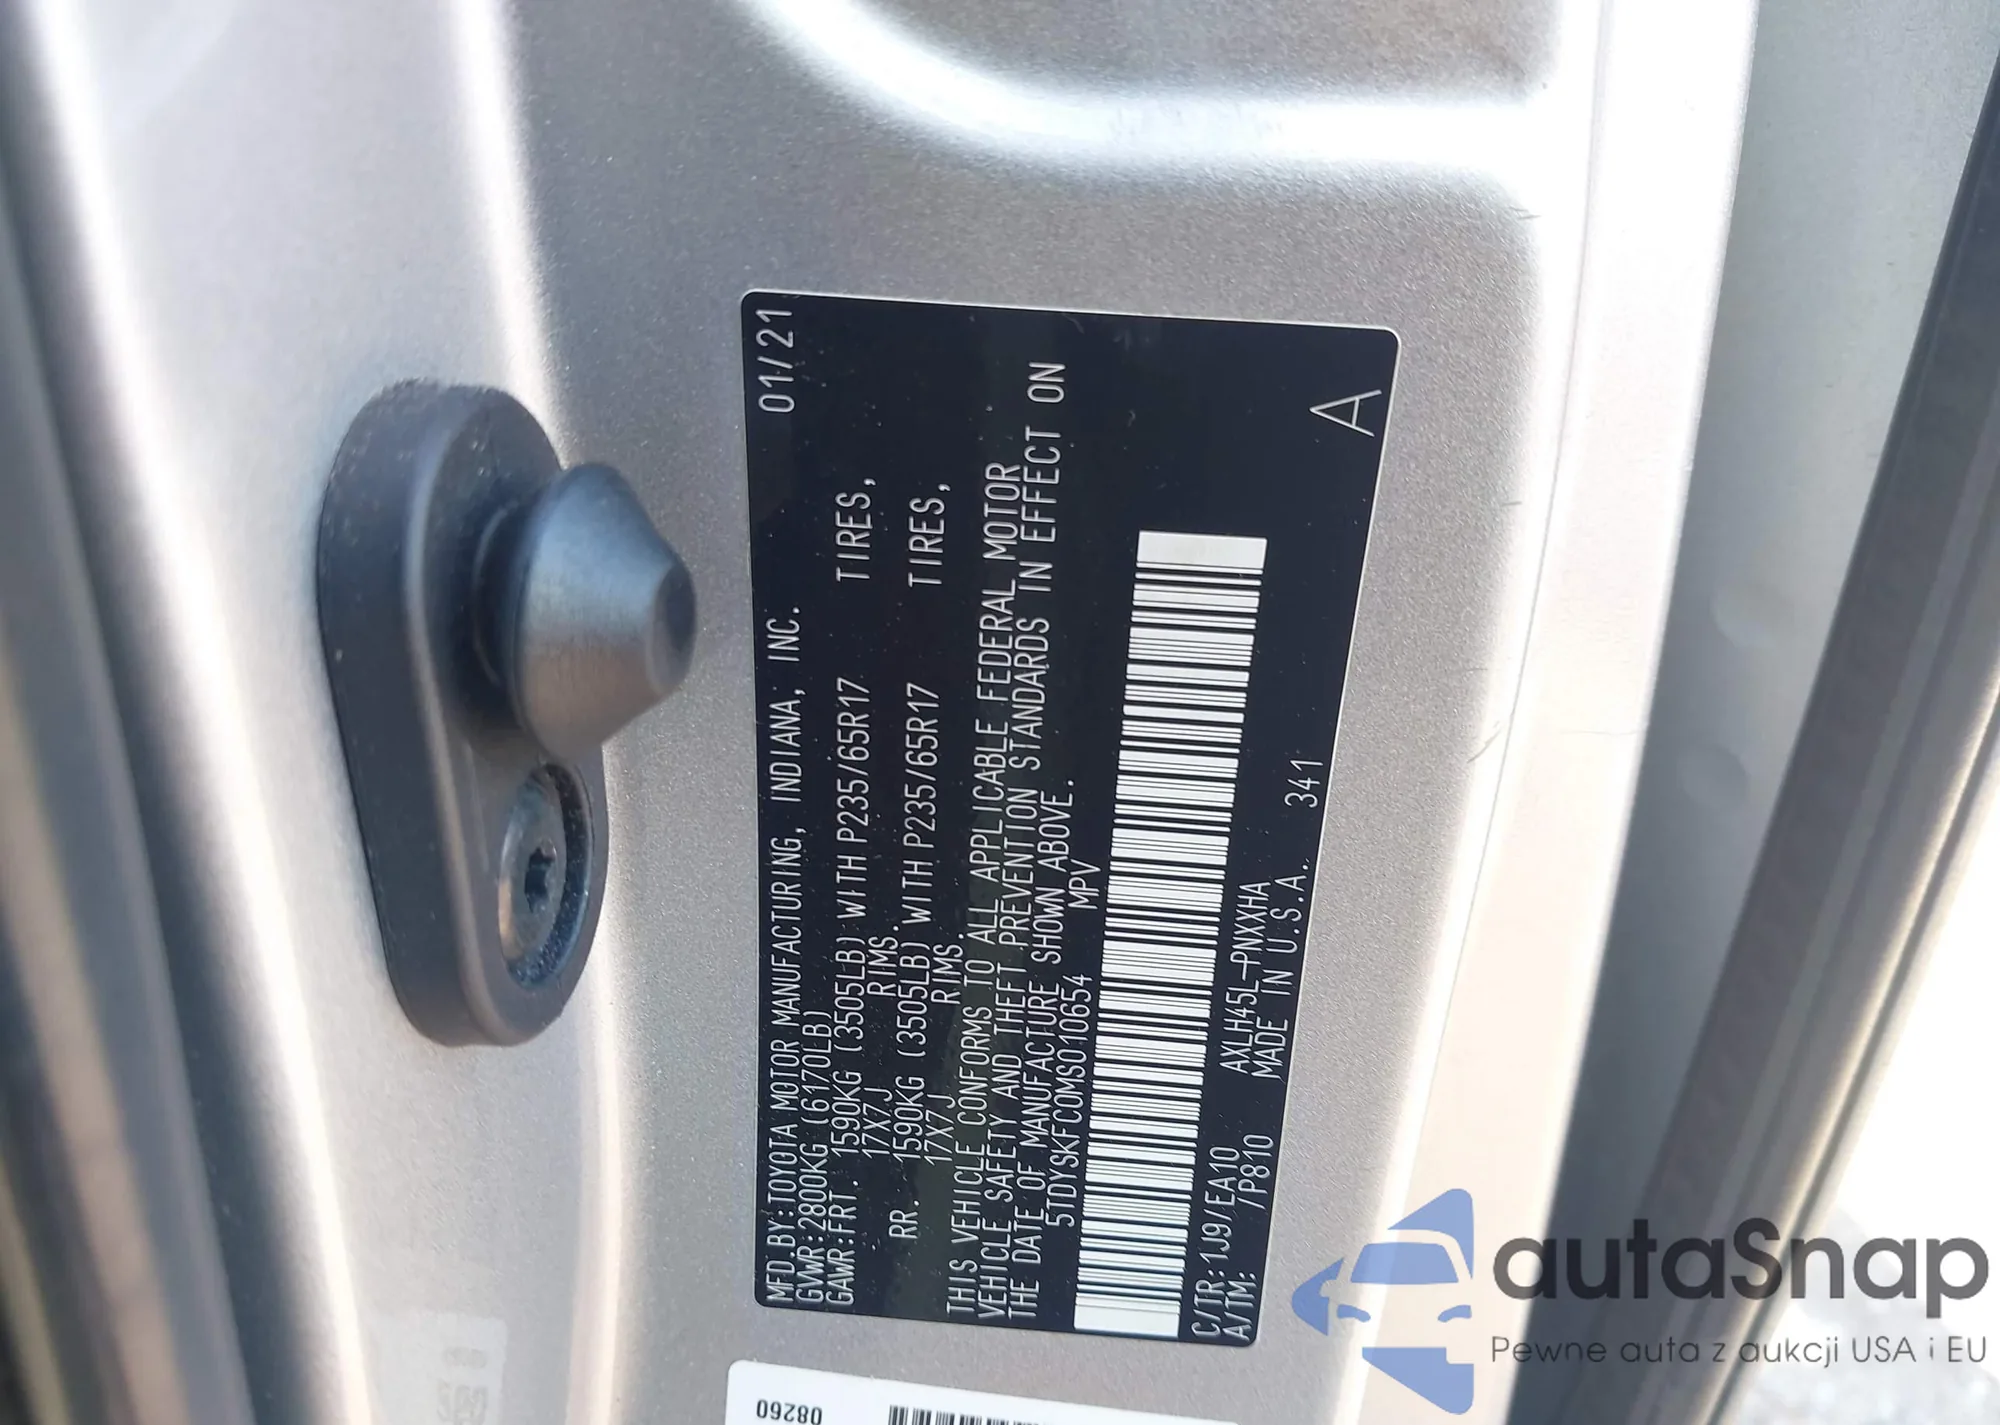 MFD.BY:TOYOTA MOTOR MANUFACTURING, INDIANA, INC. 01/21
GVWR:2800KG (6170LB)
GAWR:FRT. 1590KG (3505LB) WITH P235/65R17 TIRES,
17X7J RIMS.
RR. 1590KG (3505LB) WITH P235/65R17 TIRES,
17X7J RIMS.
THIS VEHICLE CONFORMS TO ALL APPLICABLE FEDERAL MOTOR
VEHICLE SAFETY AND THEFT PREVENTION STANDARDS IN EFFECT ON
THE DATE OF MANUFACTURE SHOWN ABOVE.
5TDYSKFC0MS010654 MPV
C/TR:1J9/EA10 AXLH45L-PNXXHA
A/TM: /P810 MADE IN U.S.A. 341 A
08260
autaSnap
Pewne auta z aukcji USA i EU